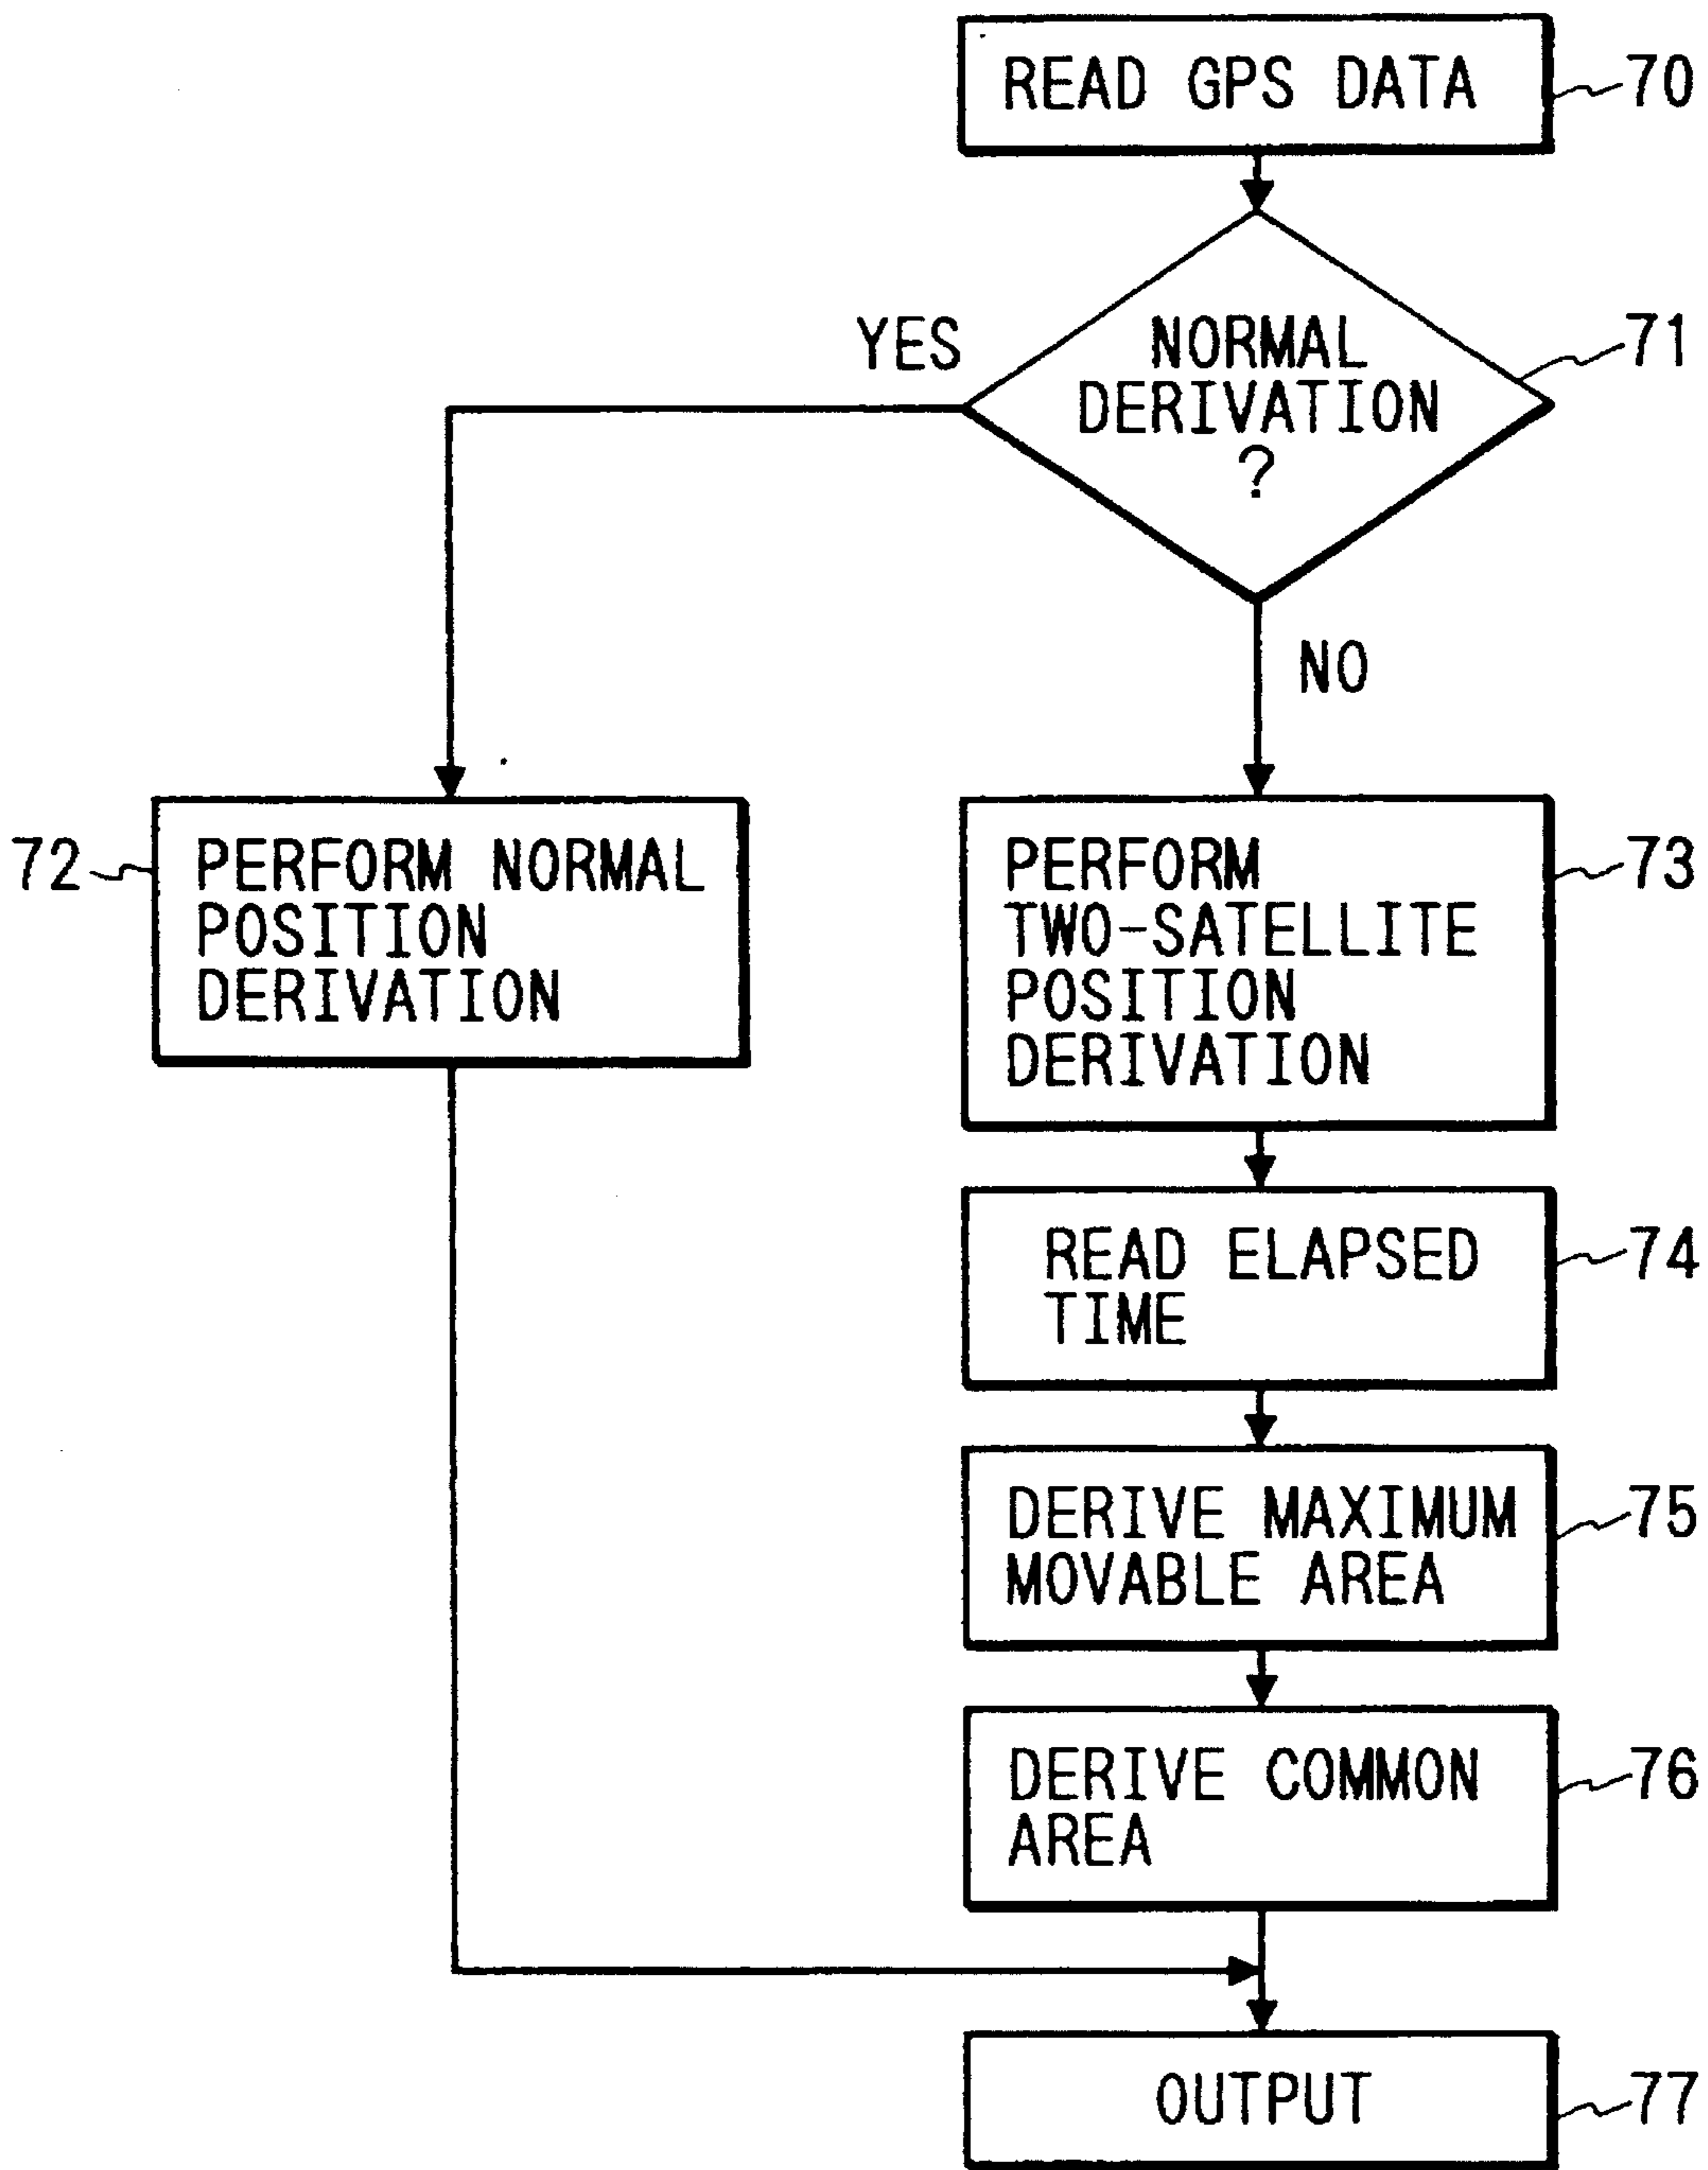 READ GPS DATA
70
NORMAL
DERIVATION
?
71
YES
NO
72
PERFORM NORMAL
POSITION
DERIVATION
PERFORM
TWO-SATELLITE
POSITION
DERIVATION
73
READ ELAPSED
TIME
74
DERIVE MAXIMUM
MOVABLE AREA
75
DERIVE COMMON
AREA
76
OUTPUT
77